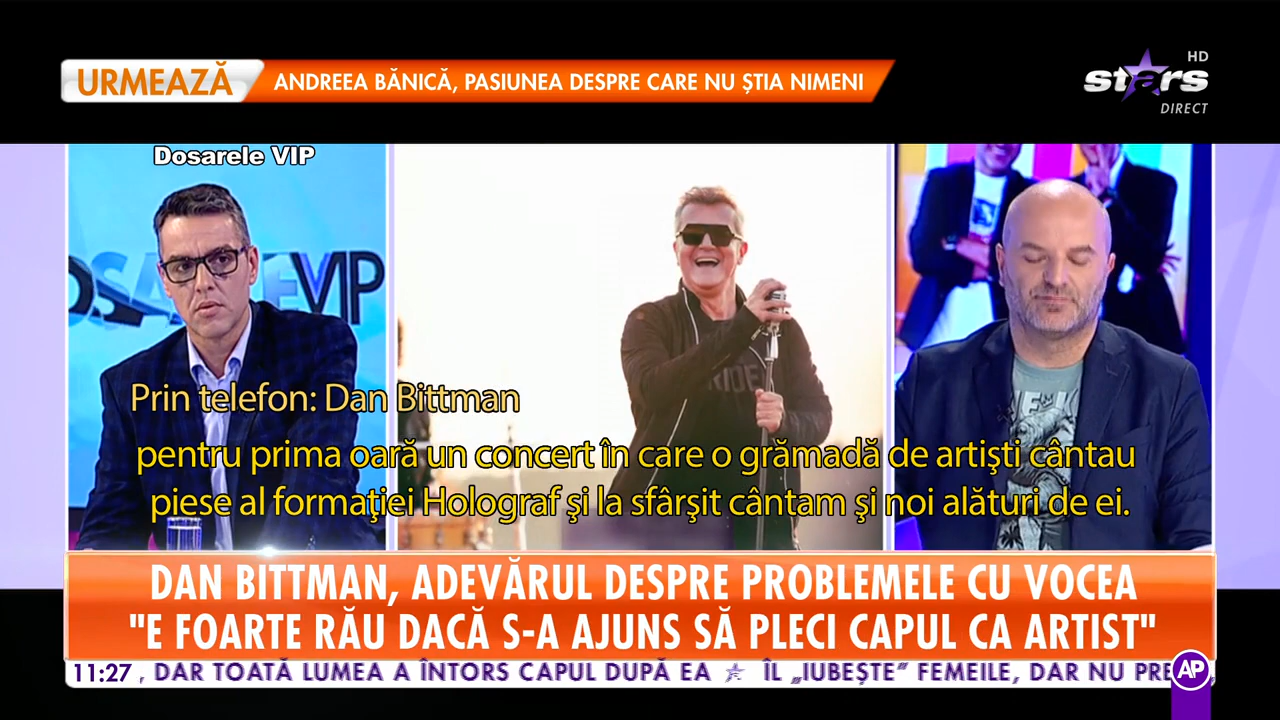 URMEAZĂ
ANDREEA BĂNICĂ, PASIUNEA DESPRE CARE NU ȘTIA NIMENI
HD
stars
DIRECT
Dosarele VIP
VIP
Prin telefon: Dan Bittman
pentru prima oară un concert în care o grămadă de artişti cântau
piese al formaţiei Holograf şi la sfârşit cântam şi noi alături de ei.
DAN BITTMAN, ADEVĂRUL DESPRE PROBLEMELE CU VOCEA
"E FOARTE RĂU DACĂ S-A AJUNS SĂ PLECI CAPUL CA ARTIST"
11:27 , DAR TOATĂ LUMEA A ÎNTORS CAPUL DUPĂ EA ÎL „IUBEȘTE” FEMEILE, DAR NU PRE
AP